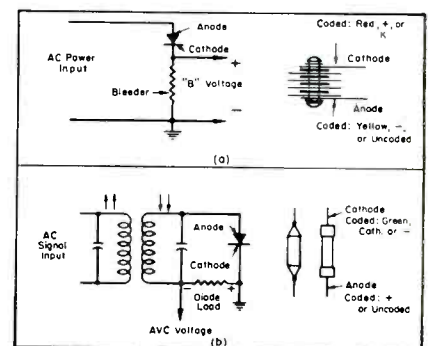 Anode
Cathode
AC Power
Input
+
"B" Voltage
Bleeder
−
Coded: Red, +, or
K
Cathode
Anode
Coded: Yellow, −,
or Uncoded
(a)
AC
Signal
Input
Anode
Cathode
− +
Diode
Load
AVC Voltage
Cathode
Coded: Green,
Cath. or −
Anode
Coded: +
or Uncoded
(b)